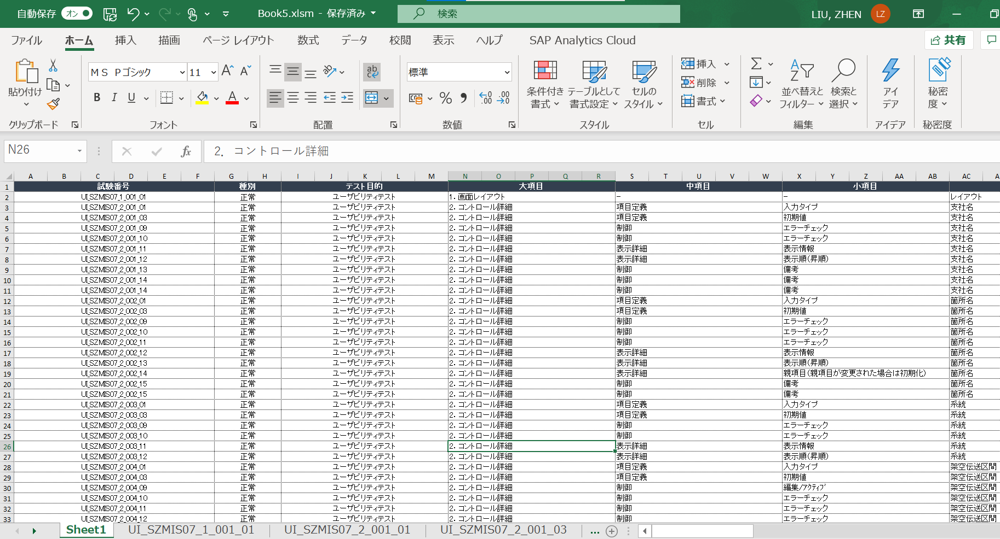 自動保存 オン Book5.xlsm - 保存済み 検索 LIU, ZHEN LZ
ファイル ホーム 挿入 描画 ページ レイアウト 数式 データ 校閲 表示 ヘルプ SAP Analytics Cloud 共有
貼り付け ＭＳ Ｐゴシック 11 標準 条件付き書式 テーブルとして書式設定 セルのスタイル 挿入 削除 書式 並べ替えとフィルター 検索と選択 アイデア 秘密度
クリップボード フォント 配置 数値 スタイル セル 編集 アイデア 秘密度
N26 fx 2. コントロール詳細
A B C D E F G H I J K L M N O P Q R S T U V W X Y Z AA AB AC A
1 試験番号 種別 テスト目的 大項目 中項目 小項目
2 UI_SZMIS07_1_001_01 正常 ユーザビリティテスト 1. 画面レイアウト - - レイアウト
3 UI_SZMIS07_2_001_01 正常 ユーザビリティテスト 2. コントロール詳細 項目定義 入力タイプ 支社名
4 UI_SZMIS07_2_001_03 正常 ユーザビリティテスト 2. コントロール詳細 項目定義 初期値 支社名
5 UI_SZMIS07_2_001_09 正常 ユーザビリティテスト 2. コントロール詳細 制御 エラーチェック 支社名
6 UI_SZMIS07_2_001_10 正常 ユーザビリティテスト 2. コントロール詳細 制御 エラーチェック 支社名
7 UI_SZMIS07_2_001_11 正常 ユーザビリティテスト 2. コントロール詳細 表示詳細 表示情報 支社名
8 UI_SZMIS07_2_001_12 正常 ユーザビリティテスト 2. コントロール詳細 表示詳細 表示順(昇順) 支社名
9 UI_SZMIS07_2_001_13 正常 ユーザビリティテスト 2. コントロール詳細 制御 備考 支社名
10 UI_SZMIS07_2_001_14 正常 ユーザビリティテスト 2. コントロール詳細 制御 備考 支社名
11 UI_SZMIS07_2_001_14 正常 ユーザビリティテスト 2. コントロール詳細 制御 備考 支社名
12 UI_SZMIS07_2_002_01 正常 ユーザビリティテスト 2. コントロール詳細 項目定義 入力タイプ 箇所名
13 UI_SZMIS07_2_002_03 正常 ユーザビリティテスト 2. コントロール詳細 項目定義 初期値 箇所名
14 UI_SZMIS07_2_002_09 正常 ユーザビリティテスト 2. コントロール詳細 制御 エラーチェック 箇所名
15 UI_SZMIS07_2_002_10 正常 ユーザビリティテスト 2. コントロール詳細 制御 エラーチェック 箇所名
16 UI_SZMIS07_2_002_11 正常 ユーザビリティテスト 2. コントロール詳細 制御 エラーチェック 箇所名
17 UI_SZMIS07_2_002_12 正常 ユーザビリティテスト 2. コントロール詳細 表示詳細 表示情報 箇所名
18 UI_SZMIS07_2_002_13 正常 ユーザビリティテスト 2. コントロール詳細 表示詳細 表示順(昇順) 箇所名
19 UI_SZMIS07_2_002_14 正常 ユーザビリティテスト 2. コントロール詳細 表示詳細 親項目(親項目が変更された場合は初期化) 箇所名
20 UI_SZMIS07_2_002_15 正常 ユーザビリティテスト 2. コントロール詳細 制御 備考 箇所名
21 UI_SZMIS07_2_002_15 正常 ユーザビリティテスト 2. コントロール詳細 制御 備考 箇所名
22 UI_SZMIS07_2_003_01 正常 ユーザビリティテスト 2. コントロール詳細 項目定義 入力タイプ 系統
23 UI_SZMIS07_2_003_03 正常 ユーザビリティテスト 2. コントロール詳細 項目定義 初期値 系統
24 UI_SZMIS07_2_003_09 正常 ユーザビリティテスト 2. コントロール詳細 制御 エラーチェック 系統
25 UI_SZMIS07_2_003_10 正常 ユーザビリティテスト 2. コントロール詳細 制御 エラーチェック 系統
26 UI_SZMIS07_2_003_11 正常 ユーザビリティテスト 2. コントロール詳細 表示詳細 表示情報 系統
27 UI_SZMIS07_2_003_12 正常 ユーザビリティテスト 2. コントロール詳細 表示詳細 表示順(昇順) 系統
28 UI_SZMIS07_2_004_01 正常 ユーザビリティテスト 2. コントロール詳細 項目定義 入力タイプ 架空伝送区間
29 UI_SZMIS07_2_004_03 正常 ユーザビリティテスト 2. コントロール詳細 項目定義 初期値 架空伝送区間
30 UI_SZMIS07_2_004_09 正常 ユーザビリティテスト 2. コントロール詳細 制御 編集/ｱｸﾃｨﾌﾞ 架空伝送区間
31 UI_SZMIS07_2_004_10 正常 ユーザビリティテスト 2. コントロール詳細 制御 エラーチェック 架空伝送区間
32 UI_SZMIS07_2_004_11 正常 ユーザビリティテスト 2. コントロール詳細 制御 エラーチェック 架空伝送区間
33 UI_SZMIS07_2_004_12 正常 ユーザビリティテスト 2. コントロール詳細 制御 エラーチェック 架空伝送区間
Sheet1 UI_SZMIS07_1_001_01 UI_SZMIS07_2_001_01 UI_SZMIS07_2_001_03 ...